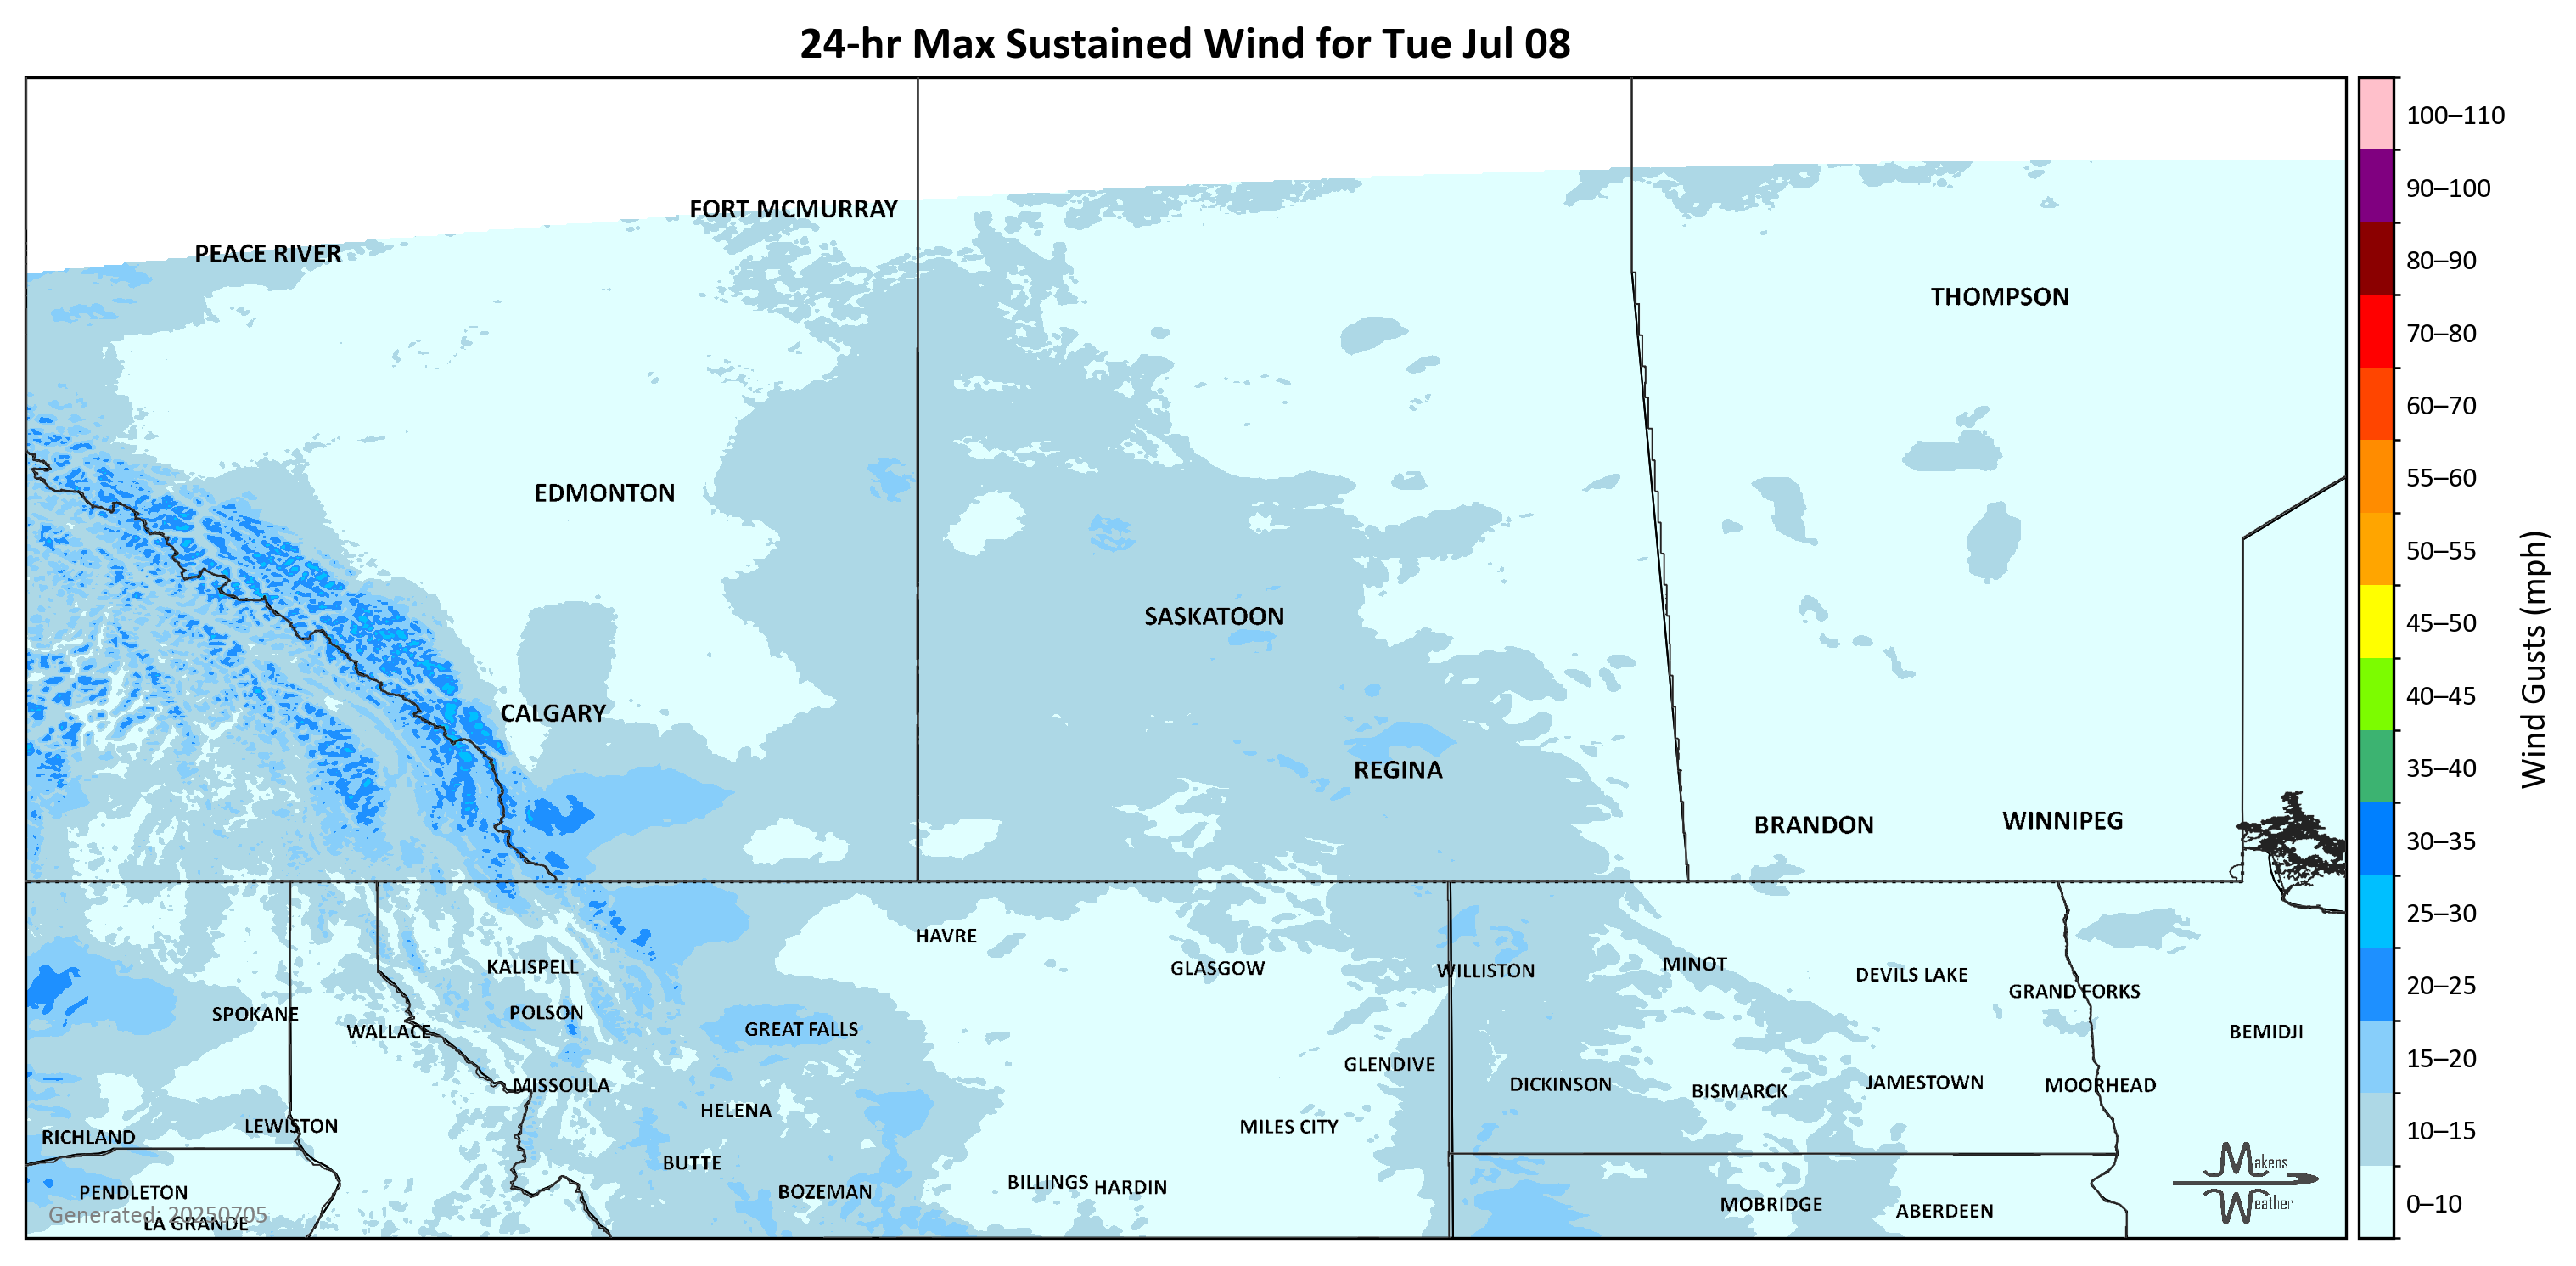 24-hr Max Sustained Wind for Tue Jul 08
100–110
FORT MCMURRAY
90–100
PEACE RIVER
80–90
THOMPSON
70–80
60–70
55–60
EDMONTON
50–55
SASKATOON
45–50
Wind Gusts (mph)
40–45
CALGARY
REGINA
35–40
WINNIPEG
BRANDON
30–35
25–30
HAVRE
MINOT
KALISPELL
GLASGOW
WILLISTON
DEVILS LAKE
20–25
GRAND FORKS
SPOKANE
POLSON
WALLACE
GREAT FALLS
BEMIDJI
15–20
GLENDIVE
MISSOULA
DICKINSON
BISMARCK
JAMESTOWN
MOORHEAD
HELENA
LEWISTON
MILES CITY
10–15
RICHLAND
BUTTE
Makens
Weather
PENDLETON
BOZEMAN
BILLINGS
HARDIN
MOBRIDGE
ABERDEEN
0–10
Generated: 20250705
LA GRANDE